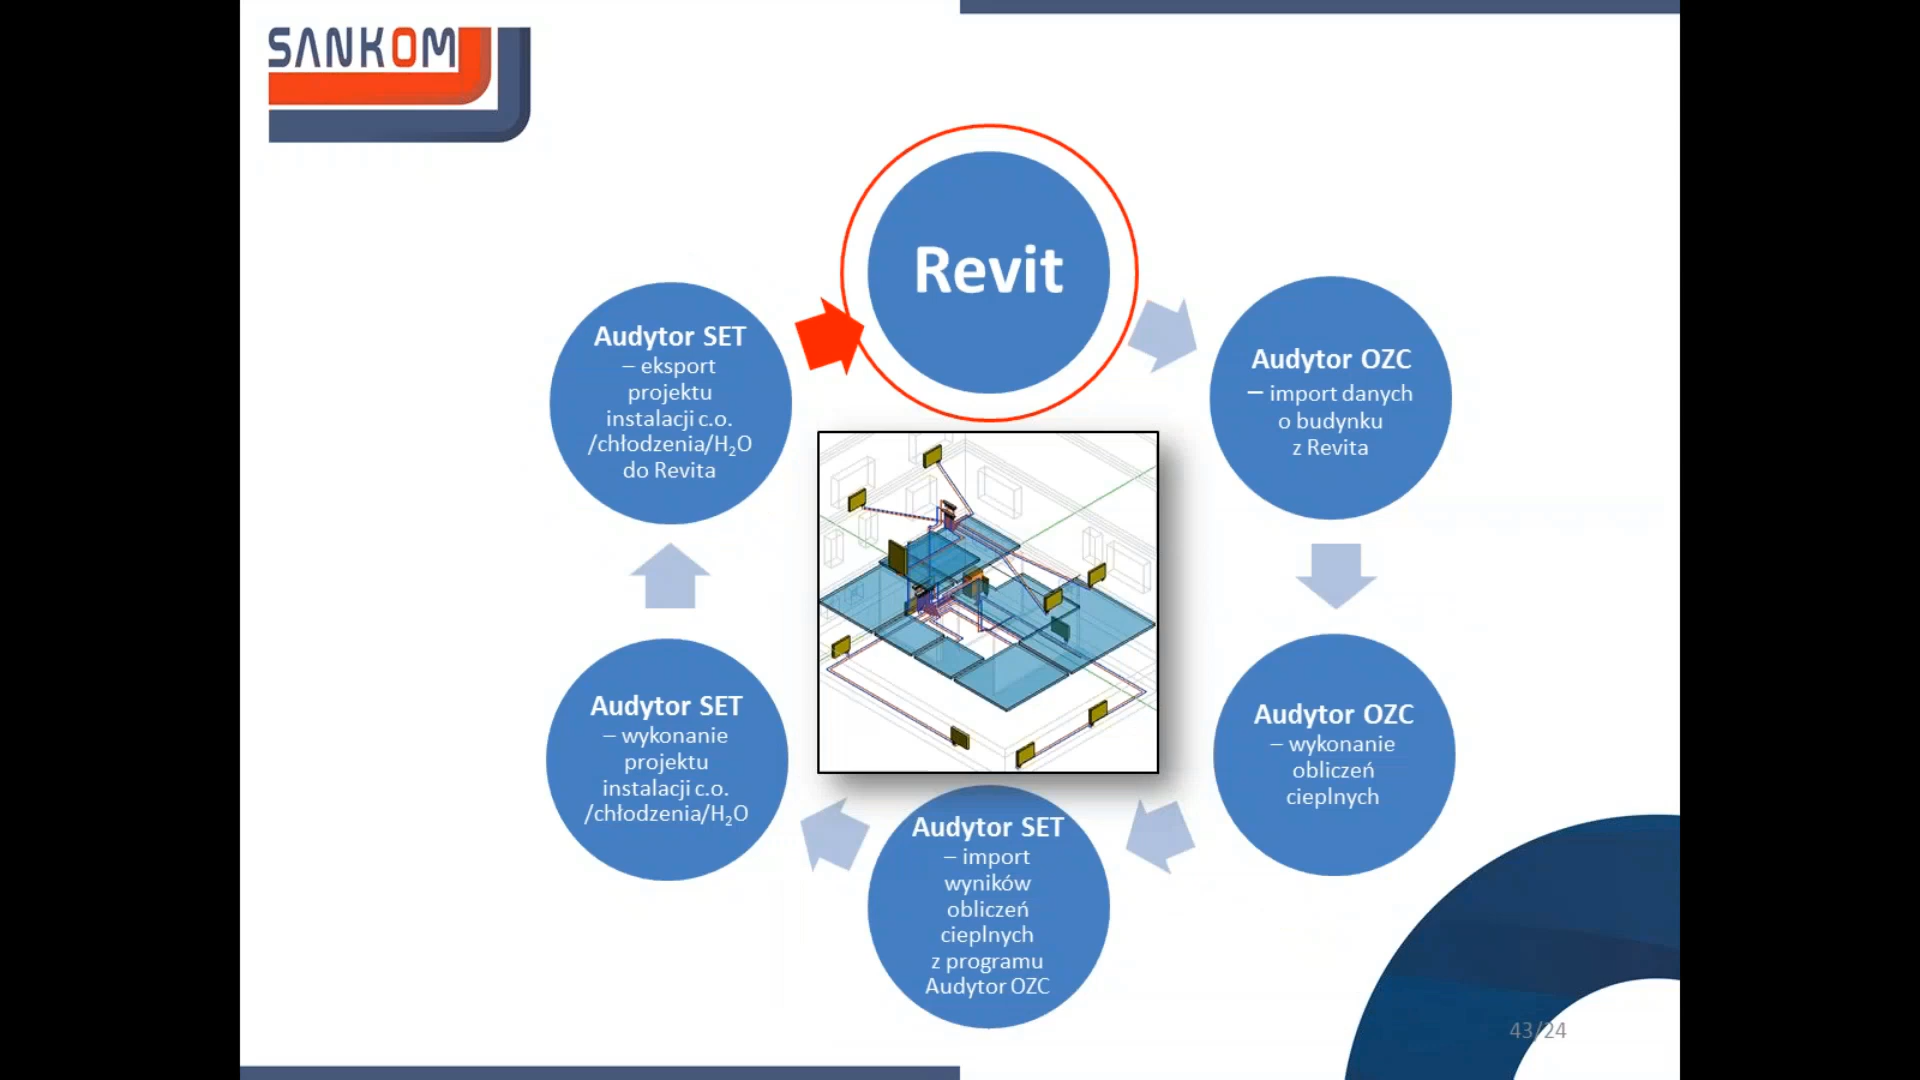 SANKOM
Revit
Audytor OZC
– import danych
o budynku
z Revita
Audytor OZC
– wykonanie
obliczeń
cieplnych
Audytor SET
– import
wyników
obliczeń
cieplnych
z programu
Audytor OZC
Audytor SET
– wykonanie
projektu
instalacji c.o.
/chłodzenia/H₂O
Audytor SET
– eksport
projektu
instalacji c.o.
/chłodzenia/H₂O
do Revita
43/24